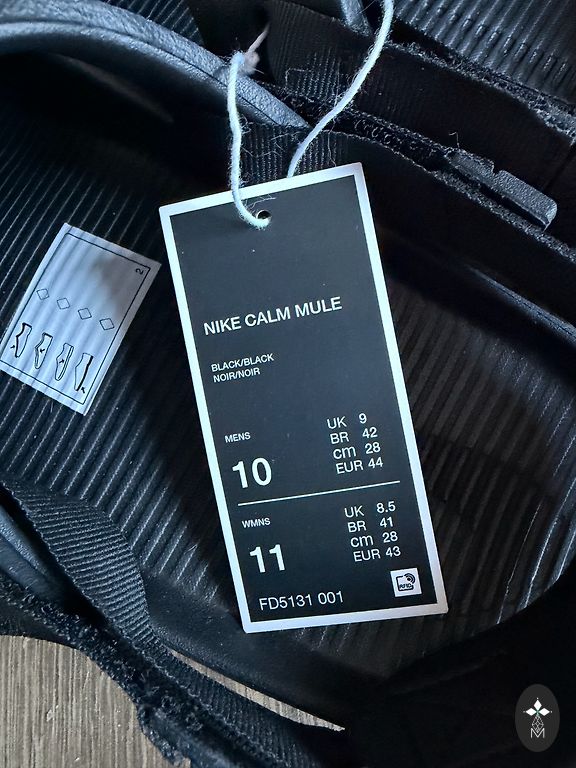 NIKE CALM MULE
BLACK/BLACK
NOIR/NOIR
MENS
10
UK 9
BR 42
cm 28
EUR 44
WMNS
11
UK 8.5
BR 41
cm 28
EUR 43
FD5131 001
2
M